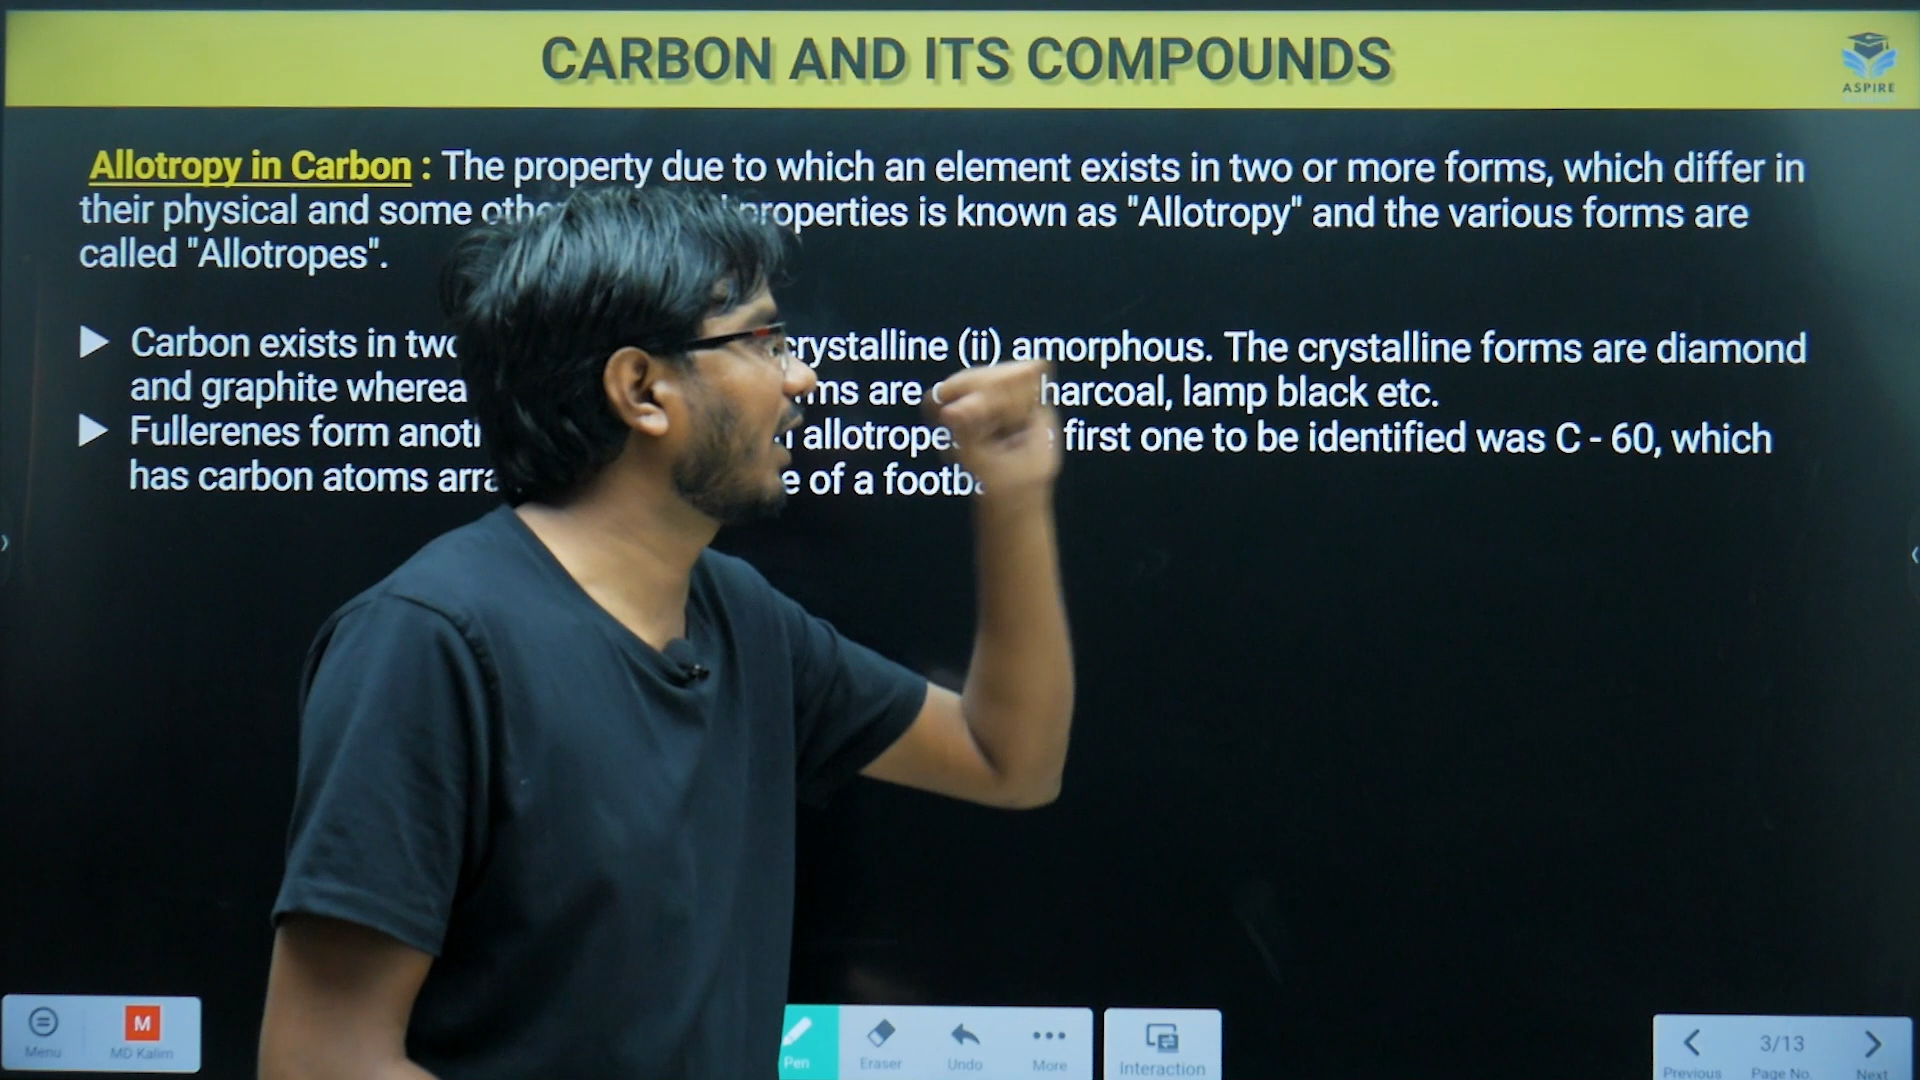 CARBON AND ITS COMPOUNDS
ASPIRE
Allotropy in Carbon : The property due to which an element exists in two or more forms, which differ in
their physical and some properties is known as "Allotropy" and the various forms are
called "Allotropes".
Carbon exists in crystalline (ii) amorphous. The crystalline forms are diamond
and graphite are lamp black etc.
Fullerenes form first one to be identified was C - 60, which
has carbon atoms of a
Menu
M
MD Kalim
Pen
Eraser
Undo
More
Interaction
Previous
3/13
Page No.
Next